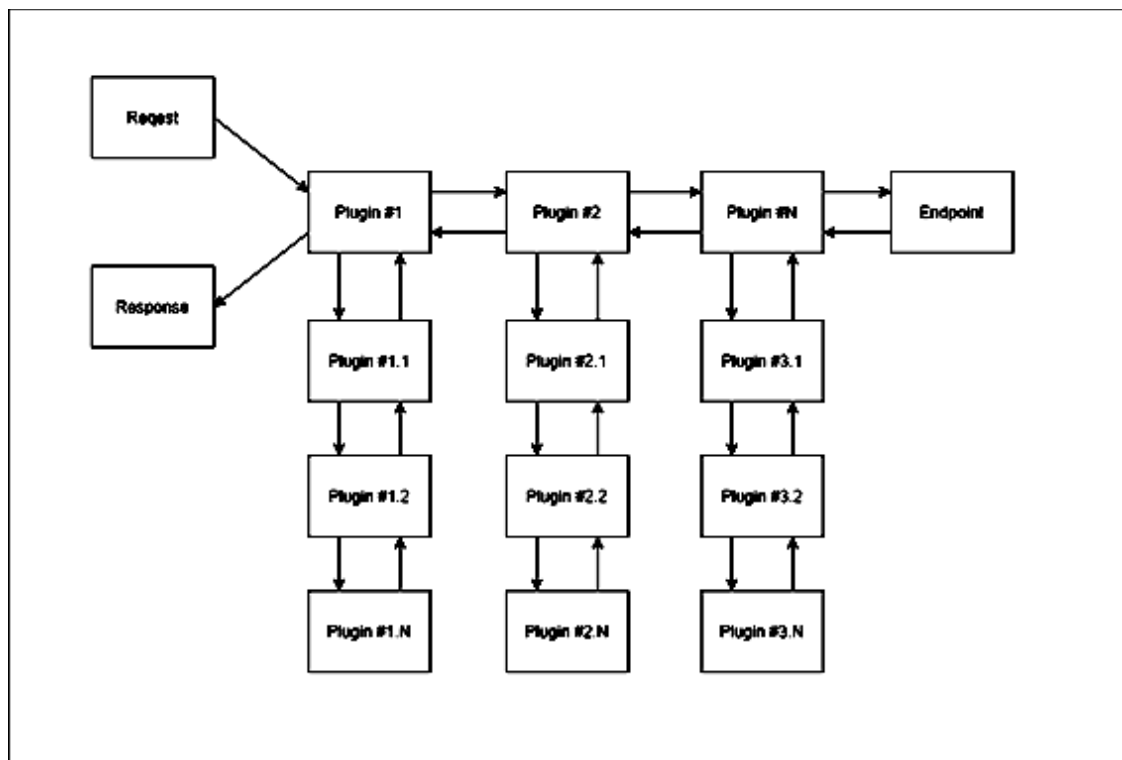 Reqest
Plugin #1
Plugin #2
Plugin #N
Endpoint
Response
Plugin #1.1
Plugin #2.1
Plugin #3.1
Plugin #1.2
Plugin #2.2
Plugin #3.2
Plugin #1.N
Plugin #2.N
Plugin #3.N